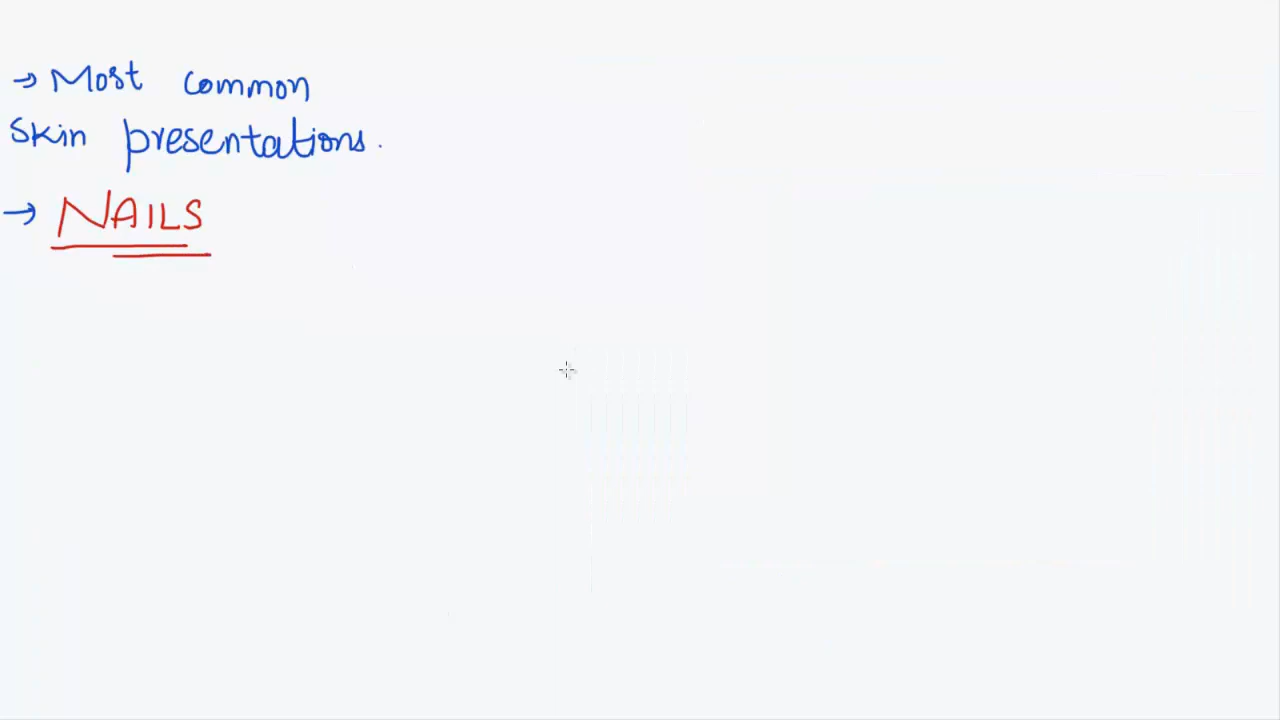 → Most common
skin presentations.
→ NAILS